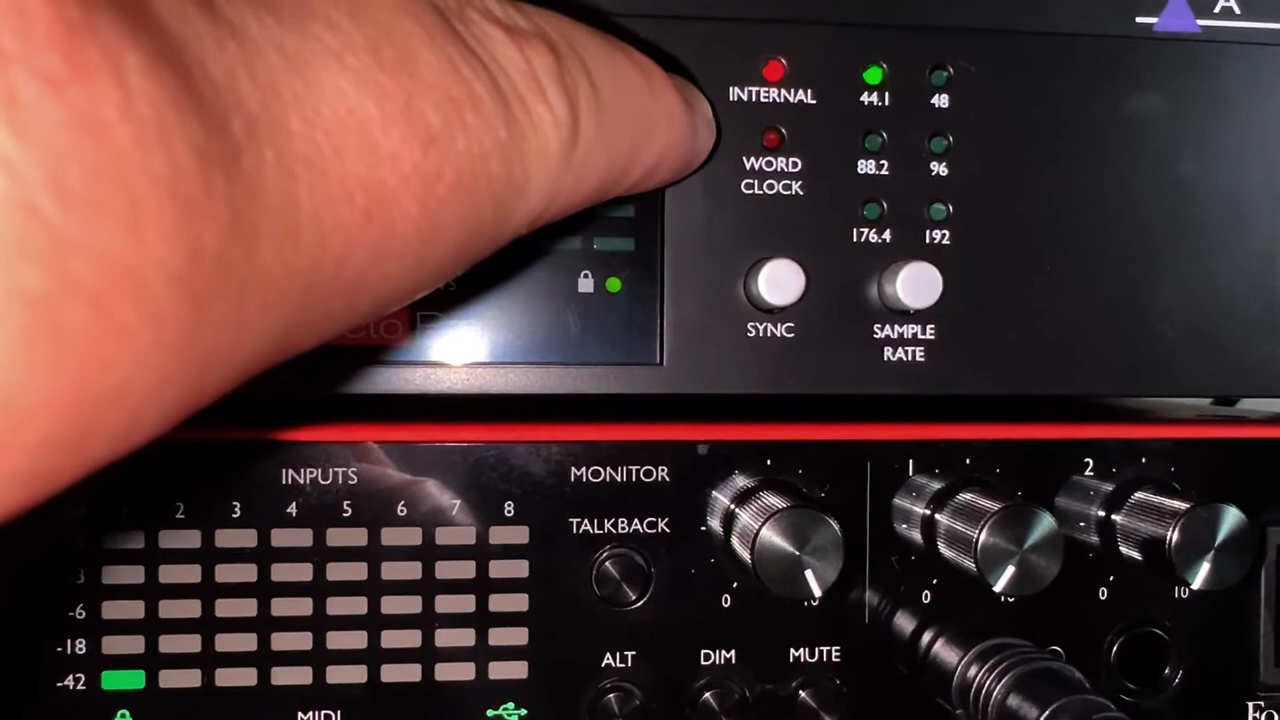 A
INTERNAL
44.1
48
WORD
CLOCK
88.2
96
176.4
192
SYNC
SAMPLE
RATE
INPUTS
MONITOR
1
2
2
3
4
5
6
7
8
TALKBACK
3
-6
-18
-42
0
0
0
10
ALT
DIM
MUTE
MIDI
Fo